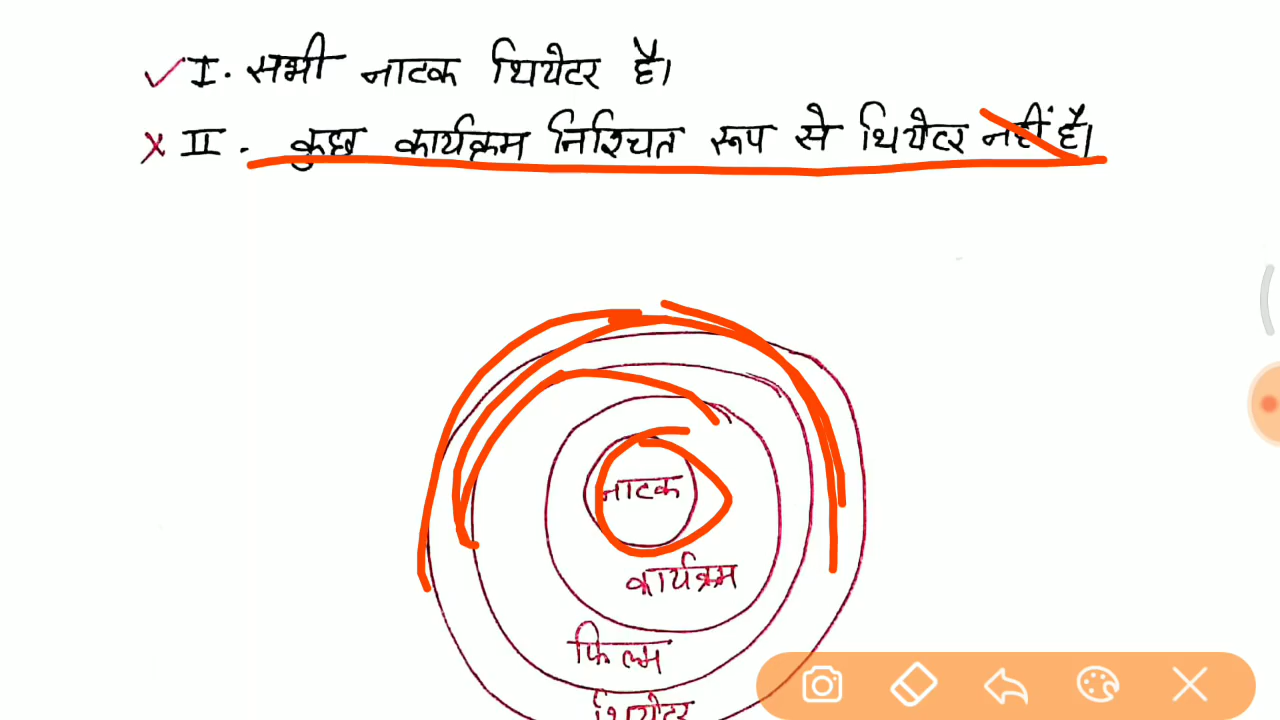 ✓ I. सभी नाटक थियेटर है।
× II. कुछ कार्यक्रम निश्चित रूप से थियेटर नहीं है।
नाटक
कार्यक्रम
फिल्म
थियेटर